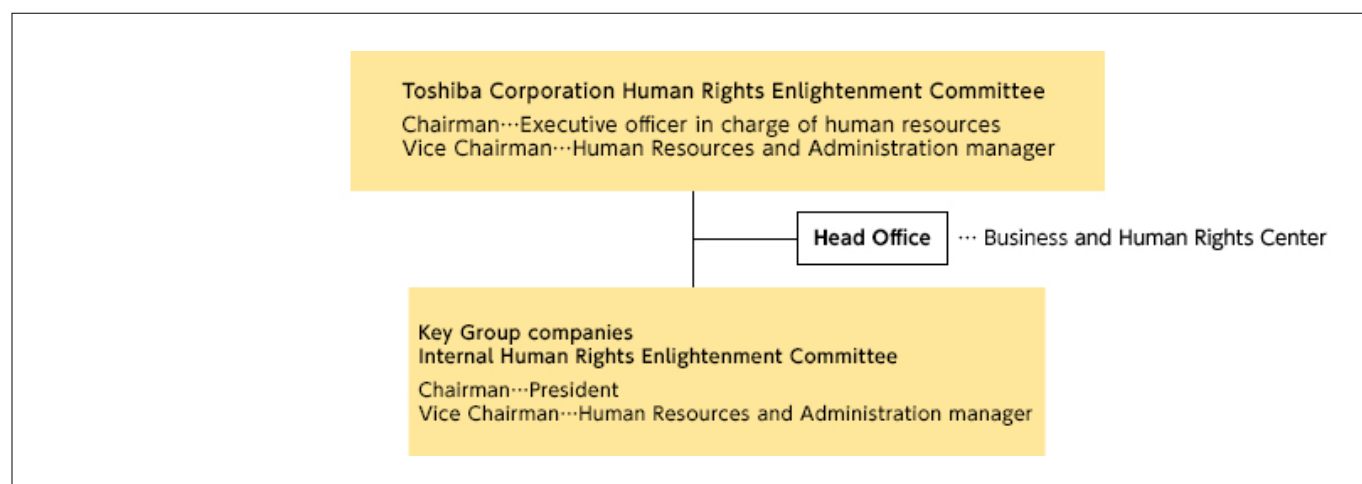 Toshiba Corporation Human Rights Enlightenment Committee
Chairman…Executive officer in charge of human resources
Vice Chairman…Human Resources and Administration manager
Head Office … Business and Human Rights Center
Key Group companies
Internal Human Rights Enlightenment Committee
Chairman…President
Vice Chairman…Human Resources and Administration manager